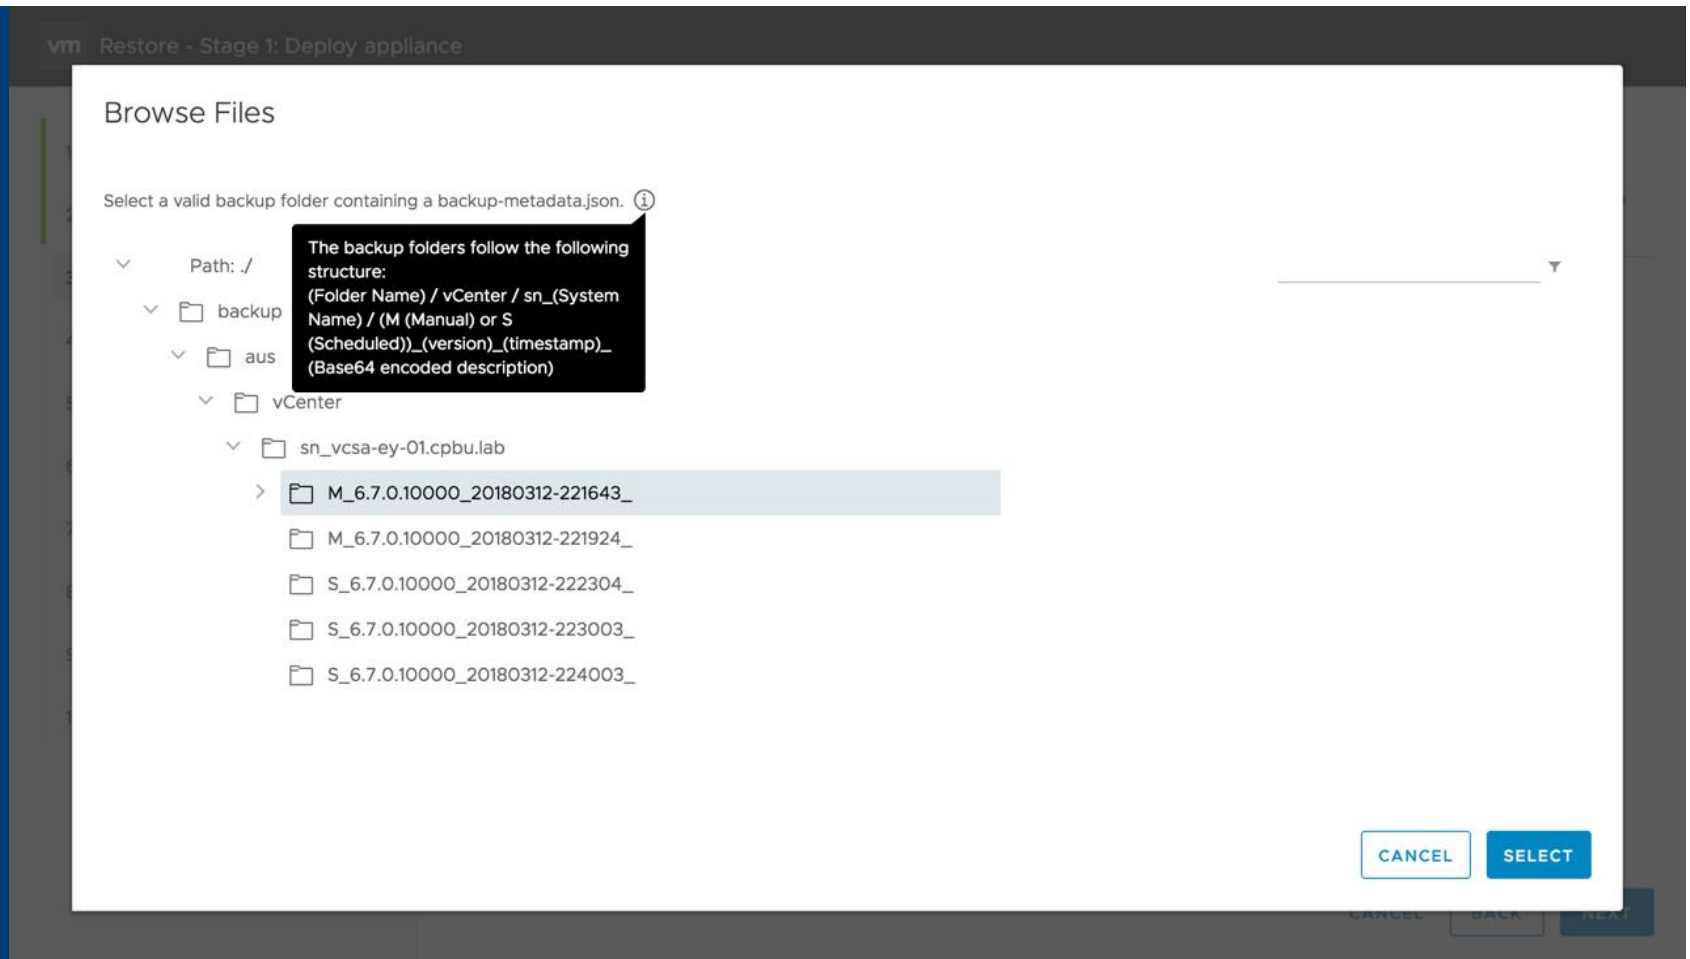 vm Restore - Stage 1: Deploy appliance
Browse Files
Select a valid backup folder containing a backup-metadata.json.
The backup folders follow the following
structure:
(Folder Name) / vCenter / sn_(System
Name) / (M (Manual) or S
(Scheduled))_(version)_(timestamp)_
(Base64 encoded description)
Path: ./
backup
aus
vCenter
sn_vcsa-ey-01.cpbu.lab
M_6.7.0.10000_20180312-221643_
M_6.7.0.10000_20180312-221924_
S_6.7.0.10000_20180312-222304_
S_6.7.0.10000_20180312-223003_
S_6.7.0.10000_20180312-224003_
CANCEL SELECT
CANCEL BACK NEXT